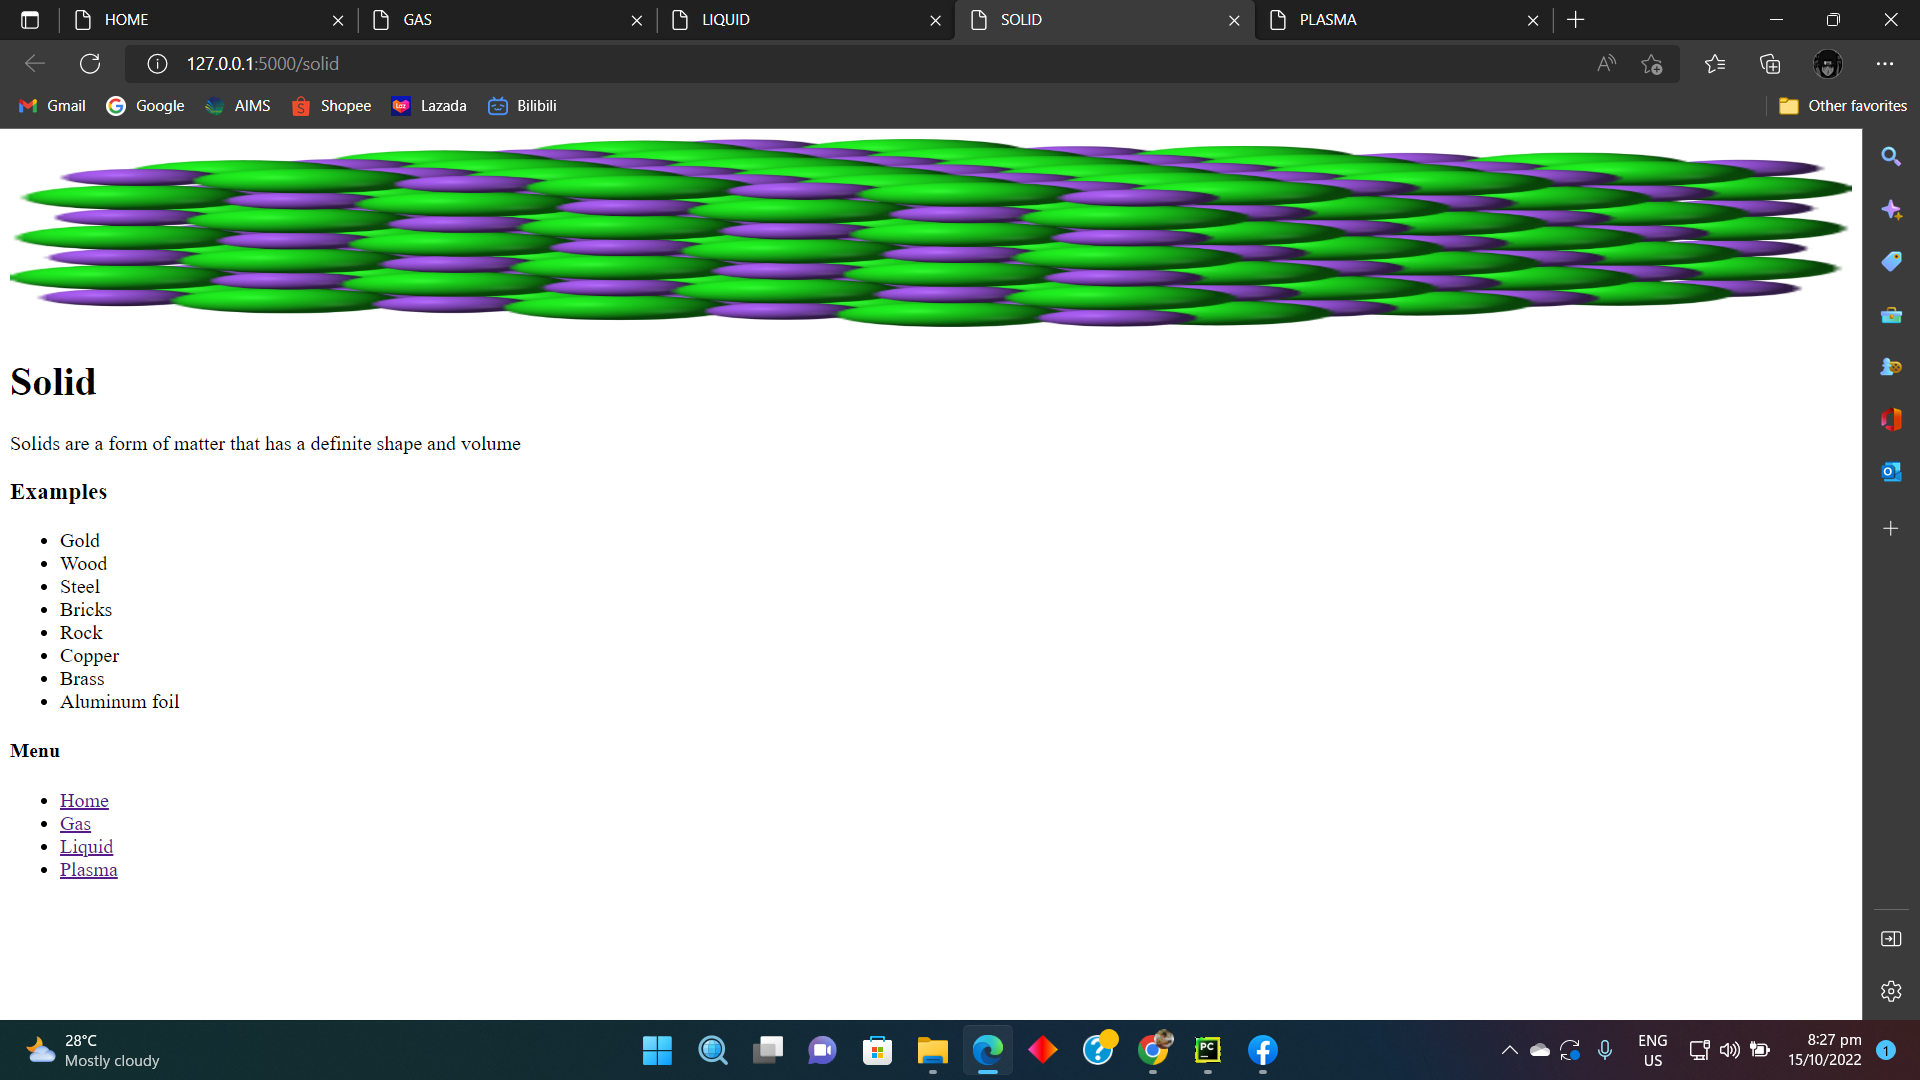 HOME
GAS
LIQUID
SOLID
PLASMA
127.0.0.1:5000/solid
Gmail
Google
AIMS
Shopee
Lazada
Bilibili
Other favorites
Solid
Solids are a form of matter that has a definite shape and volume
Examples
Gold
Wood
Steel
Bricks
Rock
Copper
Brass
Aluminum foil
Menu
Home
Gas
Liquid
Plasma
28°C
Mostly cloudy
ENG
US
8:27 pm
15/10/2022
1